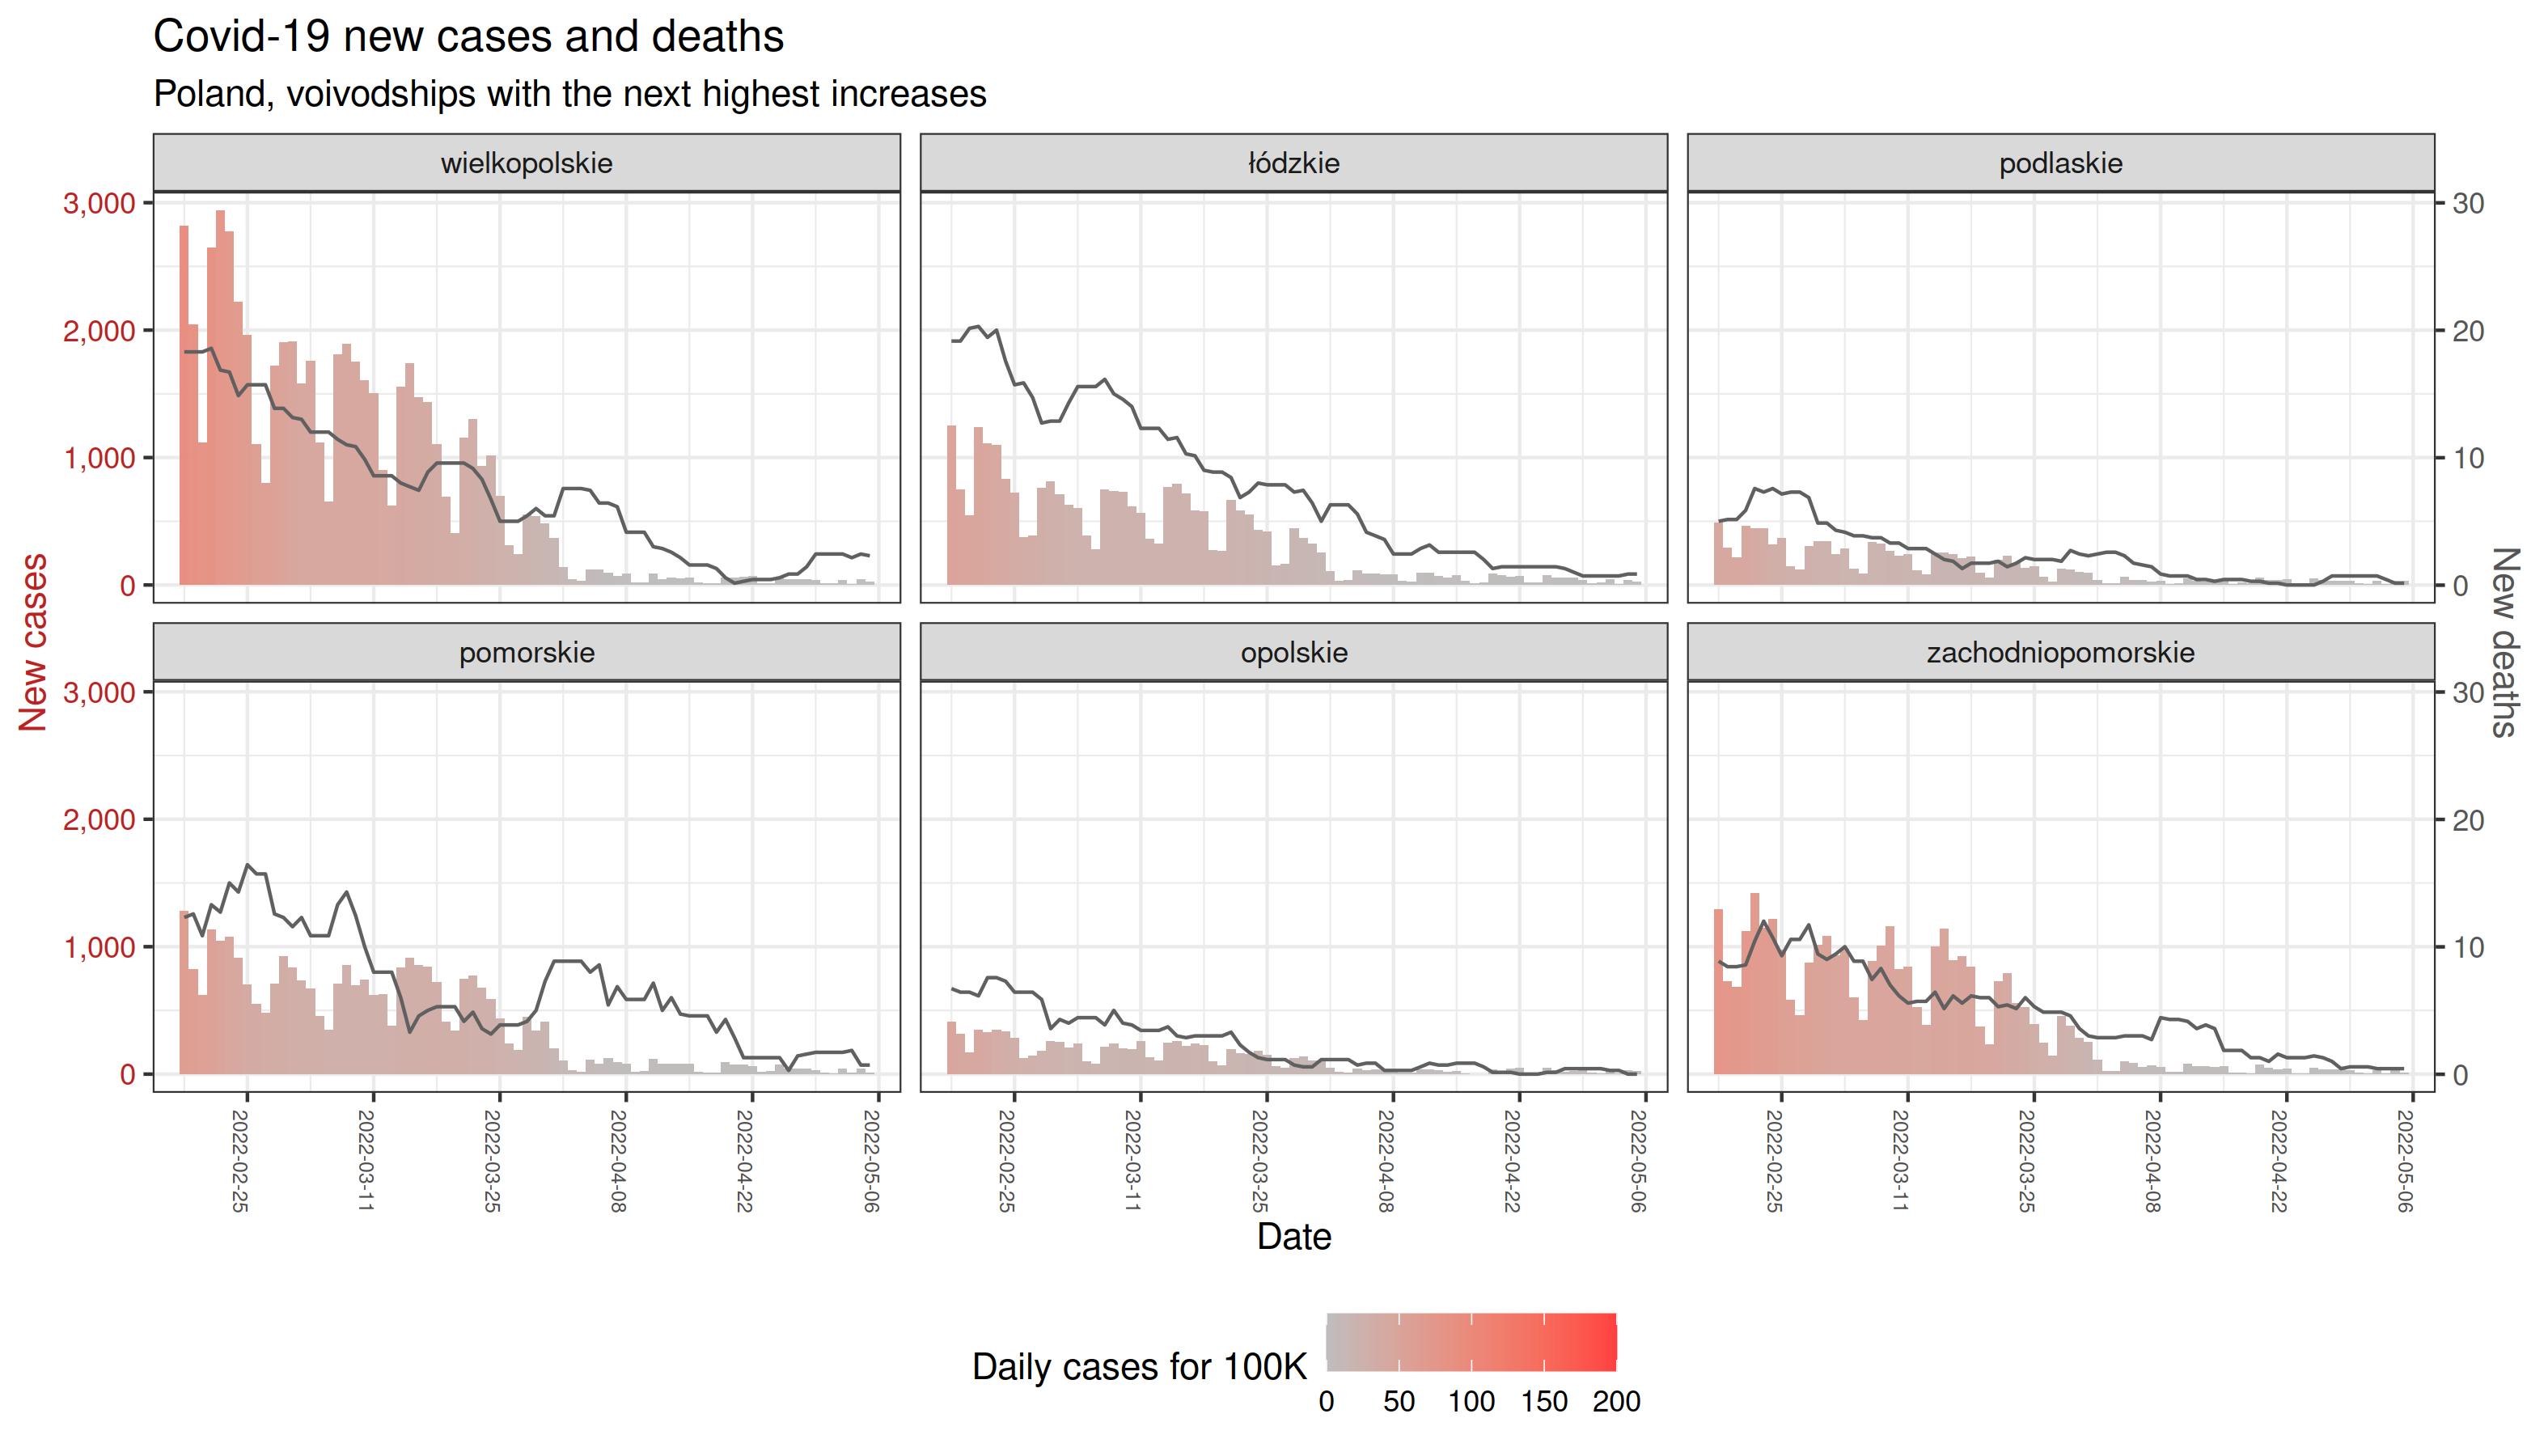 Covid-19 new cases and deaths
Poland, voivodships with the next highest increases
wielkopolskie
łódzkie
podlaskie
3,000
2,000
1,000
0
30
20
10
0
pomorskie
opolskie
zachodniopomorskie
3,000
2,000
1,000
0
30
20
10
0
New cases
New deaths
2022-02-25
2022-03-11
2022-03-25
2022-04-08
2022-04-22
2022-05-06
2022-02-25
2022-03-11
2022-03-25
2022-04-08
2022-04-22
2022-05-06
2022-02-25
2022-03-11
2022-03-25
2022-04-08
2022-04-22
2022-05-06
Date
Daily cases for 100K
0 50 100 150 200